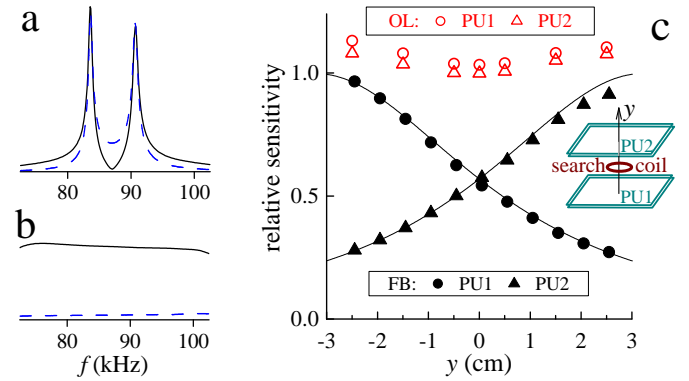 a
80 90 100
b
80 90 100
f (kHz)
c
OL: PU1 PU2
relative sensitivity
1.0
0.5
0.0
FB: PU1 PU2
-3 -2 -1 0 1 2 3
y (cm)
y
PU2
search coil
PU1